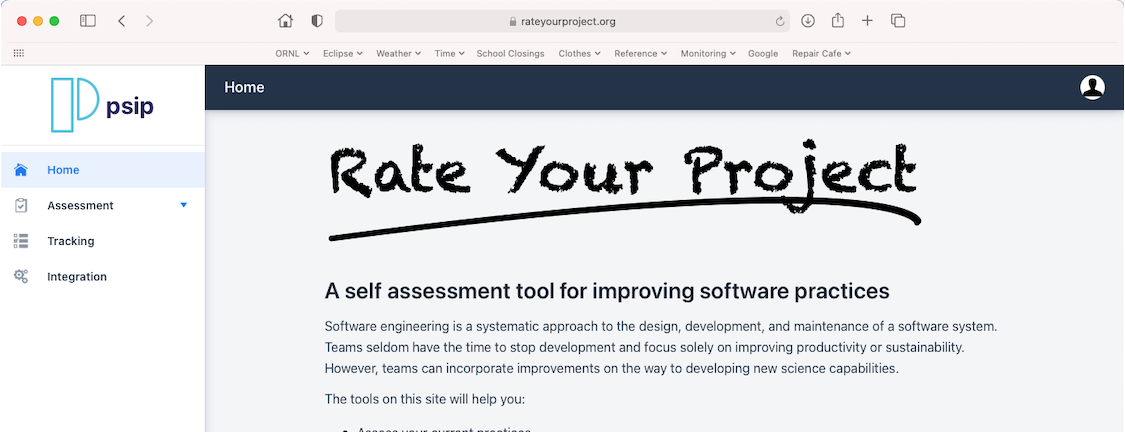 rateyourproject.org
ORNL Eclipse Weather Time School Closings Clothes Reference Monitoring Google Repair Cafe
psip
Home
Home
Assessment
Tracking
Integration
Rate Your Project
A self assessment tool for improving software practices
Software engineering is a systematic approach to the design, development, and maintenance of a software system.
Teams seldom have the time to stop development and focus solely on improving productivity or sustainability.
However, teams can incorporate improvements on the way to developing new science capabilities.
The tools on this site will help you:
• Assess your current practices